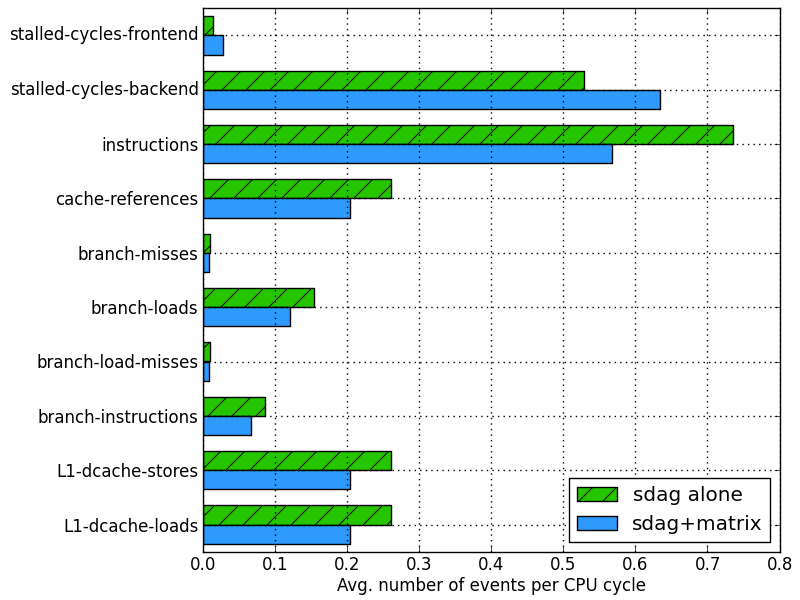 stalled-cycles-frontend
stalled-cycles-backend
instructions
cache-references
branch-misses
branch-loads
branch-load-misses
branch-instructions
L1-dcache-stores
L1-dcache-loads
sdag alone
sdag+matrix
0.0 0.1 0.2 0.3 0.4 0.5 0.6 0.7 0.8
Avg. number of events per CPU cycle